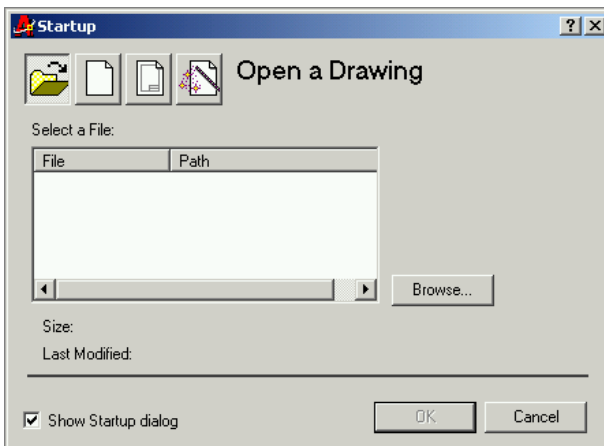 Startup
Open a Drawing
Select a File:
File Path
Browse...
Size:
Last Modified:
Show Startup dialog OK Cancel